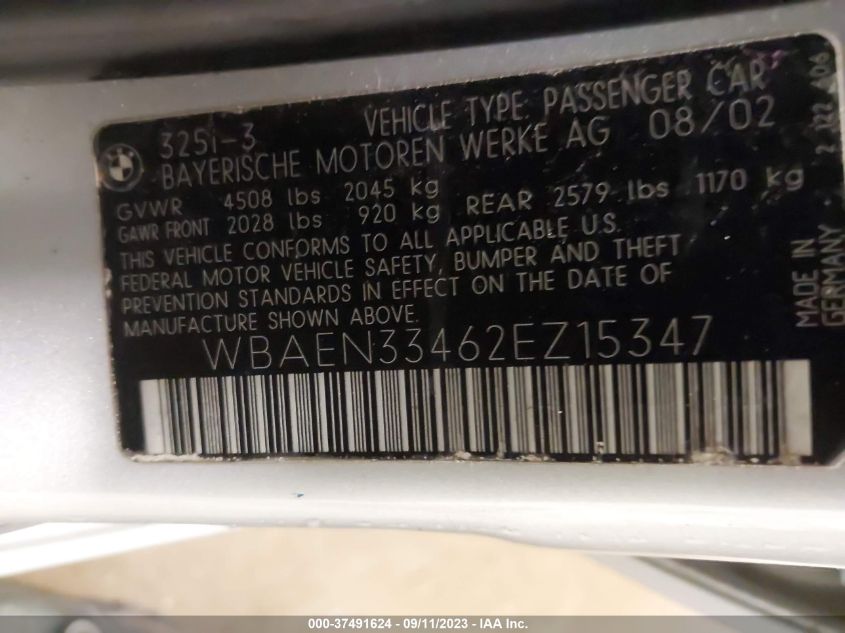 3251-3 VEHICLE TYPE PASSENGER CAR
BAYERISCHE MOTOREN WERKE AG 08/02
GVWR 4508 lbs 2045 kg
GAWR FRONT 2028 lbs 920 kg REAR 2579 lbs 1170 kg
THIS VEHICLE CONFORMS TO ALL APPLICABLE U.S.
FEDERAL MOTOR VEHICLE SAFETY, BUMPER AND THEFT
PREVENTION STANDARDS IN EFFECT ON THE DATE OF
MANUFACTURE SHOWN ABOVE.
WBAEN33462EZ15347
MADE IN
GERMANY
BMW
000-37491624 - 09/11/2023 - IAAI Inc.